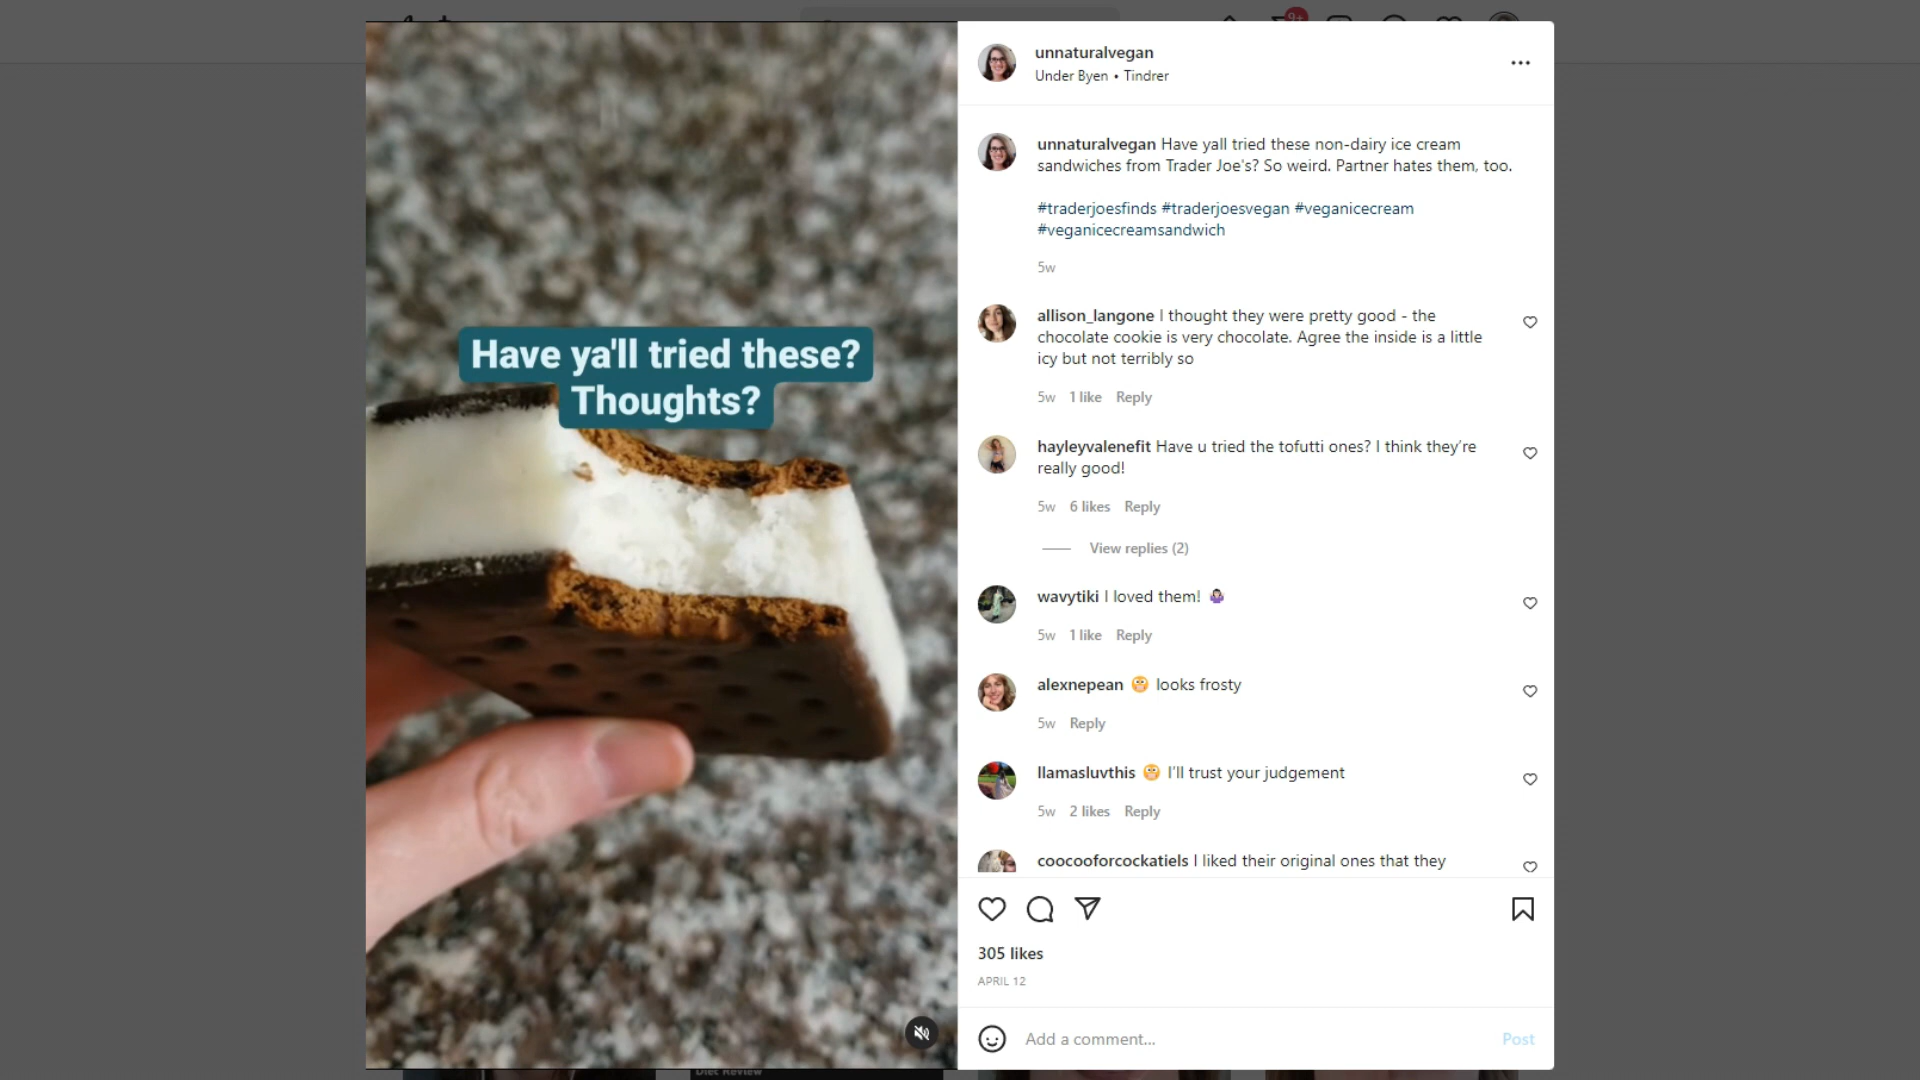 9+
Have ya'll tried these?
Thoughts?
unnaturalvegan
Under Byen • Tindrer
unnaturalvegan Have yall tried these non-dairy ice cream
sandwiches from Trader Joe's? So weird. Partner hates them, too.
#traderjoesfinds #traderjoesvegan #veganicecream
#veganicecreamsandwich
5w
allison_langone I thought they were pretty good - the
chocolate cookie is very chocolate. Agree the inside is a little
icy but not terribly so
5w 1 like Reply
hayleyvalenefit Have u tried the tofutti ones? I think they’re
really good!
5w 6 likes Reply
View replies (2)
wavytiki I loved them! 🤷🏻‍♀️
5w 1 like Reply
alexnepean 😳 looks frosty
5w Reply
llamasluvthis 😳 I'll trust your judgement
5w 2 likes Reply
coocooforcockatiels I liked their original ones that they
305 likes
APRIL 12
Add a comment...
Post
Diet Review